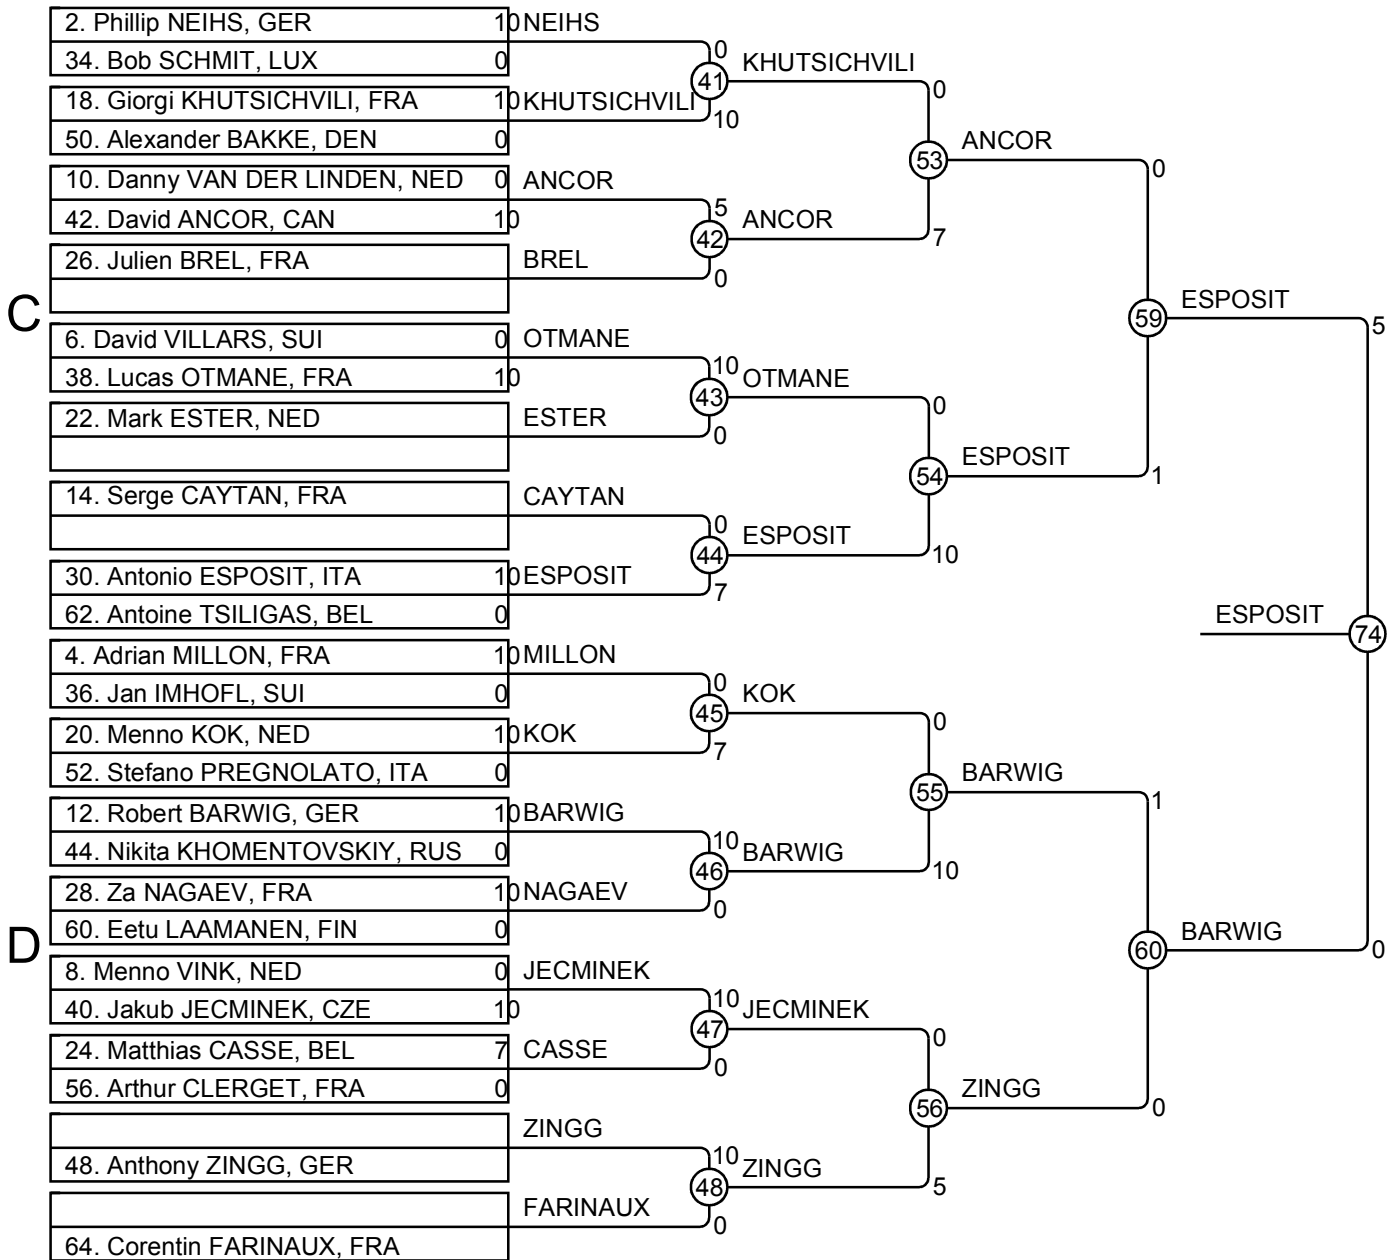 2. Phillip NEIHS, GER 10 NEIHS
34. Bob SCHMIT, LUX 0
0
41 KHUTSICHVILI
18. Giorgi KHUTSICHVILI, FRA 10 KHUTSICHVILI
10
0
50. Alexander BAKKE, DEN 0
53 ANCOR
0
10. Danny VAN DER LINDEN, NED 0 ANCOR
42. David ANCOR, CAN 10
5
42 ANCOR
7
26. Julien BREL, FRA BREL
0
C
59 ESPOSIT
5
6. David VILLARS, SUI 0 OTMANE
38. Lucas OTMANE, FRA 10
10
43 OTMANE
0
22. Mark ESTER, NED ESTER
0
54 ESPOSIT
1
14. Serge CAYTAN, FRA CAYTAN
0
44 ESPOSIT
10
30. Antonio ESPOSIT, ITA 10 ESPOSIT
7
62. Antoine TSILIGAS, BEL 0
ESPOSIT 74
4. Adrian MILLON, FRA 10 MILLON
36. Jan IMHOFL, SUI 0
0
45 KOK
0
20. Menno KOK, NED 10 KOK
7
52. Stefano PREGNOLATO, ITA 0
55 BARWIG
1
12. Robert BARWIG, GER 10 BARWIG
44. Nikita KHOMENTOVSKIY, RUS 0
10
46 BARWIG
10
28. Za NAGAEV, FRA 10 NAGAEV
0
60. Eetu LAAMANEN, FIN 0
D
60 BARWIG
0
8. Menno VINK, NED 0 JECMINEK
40. Jakub JECMINEK, CZE 10
10
47 JECMINEK
0
24. Matthias CASSE, BEL 7 CASSE
0
56. Arthur CLERGET, FRA 0
56 ZINGG
0
ZINGG
48. Anthony ZINGG, GER
10
48 ZINGG
5
FARINAUX
0
64. Corentin FARINAUX, FRA